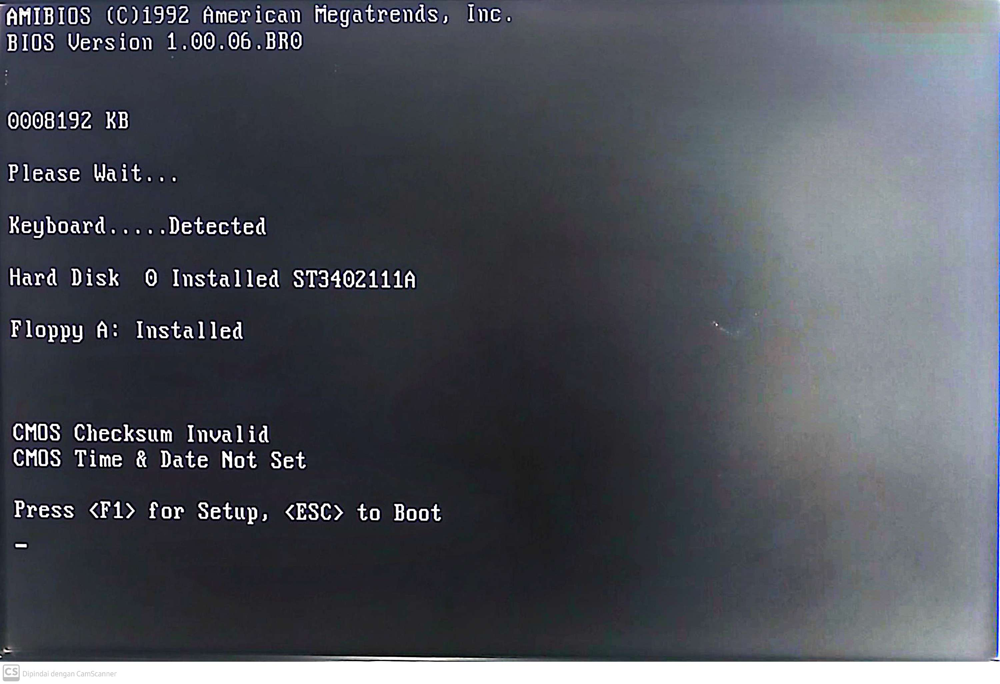 AMIBIOS (C)1992 American Megatrends, Inc.
BIOS Version 1.00.06.BR0
0008192 KB
Please Wait...
Keyboard.....Detected
Hard Disk  0 Installed ST3402111A
Floppy A: Installed
CMOS Checksum Invalid
CMOS Time & Date Not Set
Press <F1> for Setup, <ESC> to Boot
CS Dipindai dengan CamScanner